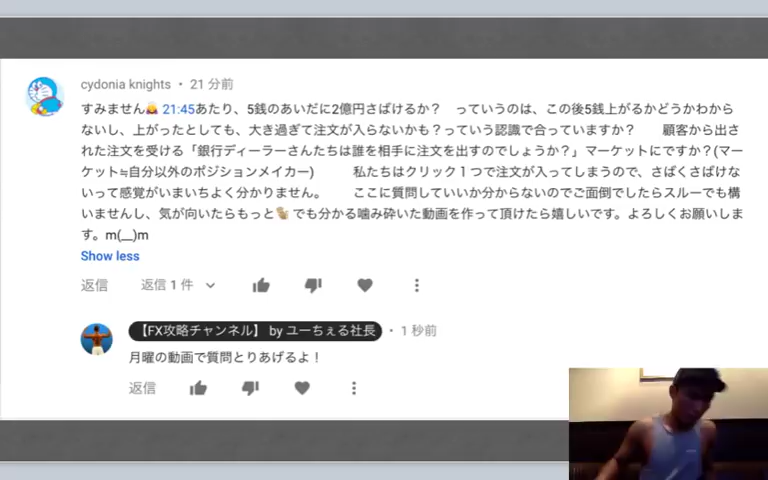 cydonia knights • 21 分前
すみません🙇 21:45あたり、5銭のあいだに2億円さばけるか？　っていうのは、この後5銭上がるかどうかわから
ないし、上がったとしても、大き過ぎて注文が入らないかも？っていう認識で合っていますか？　　顧客から出さ
れた注文を受ける「銀行ディーラーさんたちは誰を相手に注文を出すのでしょうか？」マーケットにですか？(マー
ケット≒自分以外のポジションメイカー)　　　私たちはクリック１つで注文が入ってしまうので、さばくさばけな
いって感覚がいまいちよく分かりません。　　ここに質問していいか分からないのでご面倒でしたらスルーでも構
いませんし、気が向いたらもっと🐒でも分かる噛み砕いた動画を作って頂けたら嬉しいです。よろしくお願いしま
す。m(__)m
Show less
返信　返信 1 件
【FX攻略チャンネル】 by ユーちぇる社長 • 1 秒前
月曜の動画で質問とりあげるよ！
返信